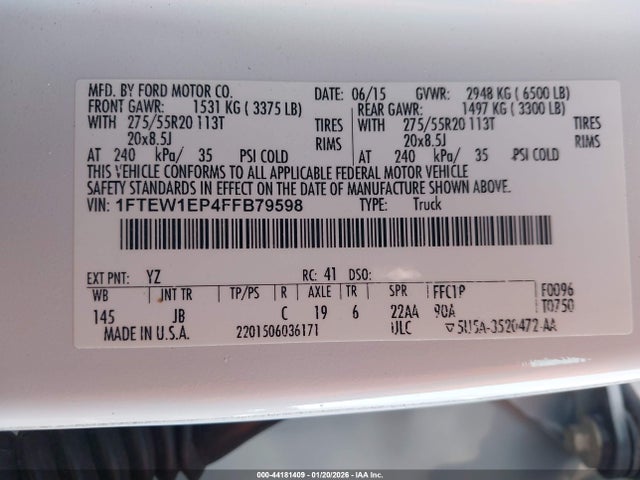 MFD. BY FORD MOTOR CO. DATE: 06/15 GVWR: 2948 KG ( 6500 LB)
FRONT GAWR: 1531 KG ( 3375 LB) REAR GAWR: 1497 KG ( 3300 LB)
WITH 275/55R20 113T TIRES WITH 275/55R20 113T TIRES
20x8.5J RIMS 20x8.5J RIMS
AT 240 kPa/ 35 PSI COLD AT 240 kPa/ 35 PSI COLD
THIS VEHICLE CONFORMS TO ALL APPLICABLE FEDERAL MOTOR VEHICLE
SAFETY STANDARDS IN EFFECT ON THE DATE OF MANUFACTURE SHOWN ABOVE.
VIN: 1FTEW1EP4FFB79598 TYPE: Truck
EXT PNT: YZ RC: 41 DSO:
WB INT TR TP/PS R AXLE TR SPR FFC1P F0096
145 JB C 19 6 22AA 90A T0750
MADE IN U.S.A. 2201506036171 ULC 5U5A-3520472-AA
000-44181409 - 01/20/2026 - IAA Inc.